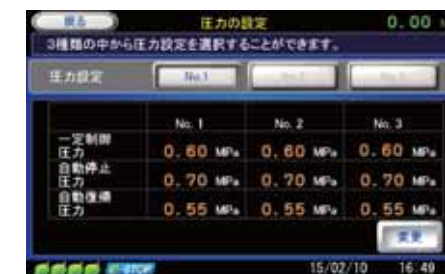 戻る 圧力の設定 0.00
3種類の中から圧力設定を選択することができます。
圧力設定 No.1 No.2 No.3
No. 1 No. 2 No. 3
一定制御
圧力 0.60 MPa 0.60 MPa 0.60 MPa
自動停止
圧力 0.70 MPa 0.70 MPa 0.70 MPa
自動復帰
圧力 0.55 MPa 0.55 MPa 0.55 MPa
変更
15/02/10 16:49